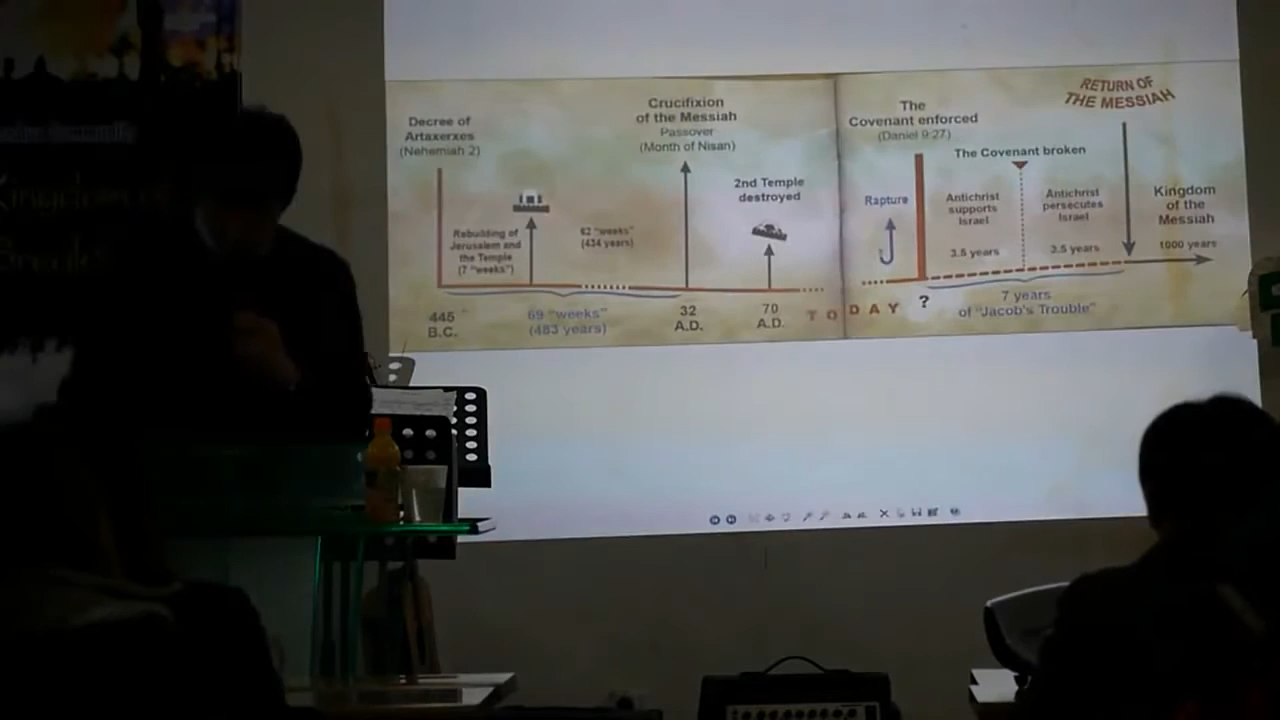 Kingdom of
Decree of
Artaxerxes
(Nehemiah 2)
Rebuilding of
Jerusalem and
the Temple
(7 "weeks")
62 "weeks"
(434 years)
Crucifixion
of the Messiah
Passover
(Month of Nisan)
2nd Temple
destroyed
445
B.C.
69 "weeks"
(483 years)
32
A.D.
70
A.D.
TODAY
Rapture
The
Covenant enforced
(Daniel 9:27)
The Covenant broken
Antichrist
supports
Israel
3.5 years
Antichrist
persecutes
Israel
3.5 years
RETURN OF
THE MESSIAH
Kingdom
of the
Messiah
1000 years
?
7 years
of "Jacob's Trouble"